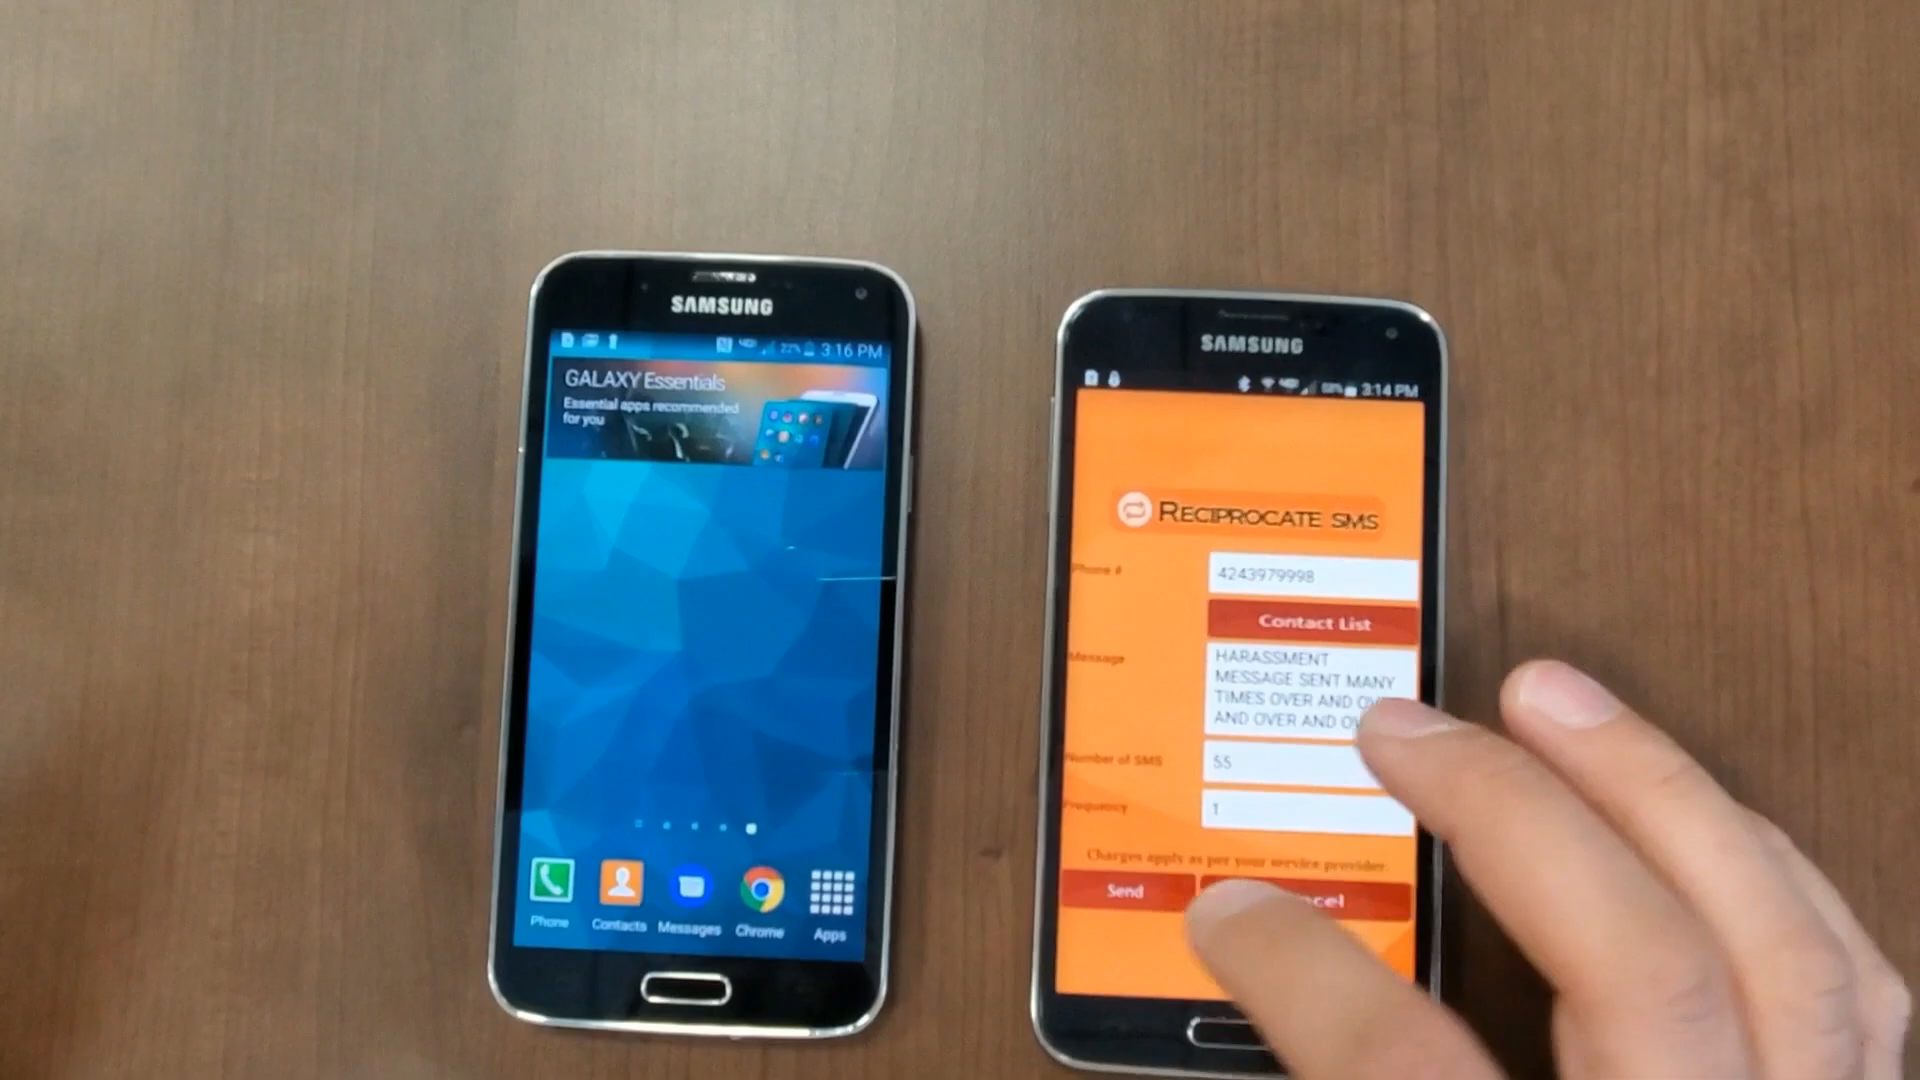 SAMSUNG
3:16 PM
GALAXY Essentials
Essential apps recommended
for you
Phone
Contacts
Messages
Chrome
Apps
SAMSUNG
3:14 PM
RECIPROCATE SMS
Phone #
4243979998
Contact List
Message
HARASSMENT
MESSAGE SENT MANY
TIMES OVER AND
AND OVER AND
Number of SMS
55
Frequency
1
Charges apply as per your service provider.
Send